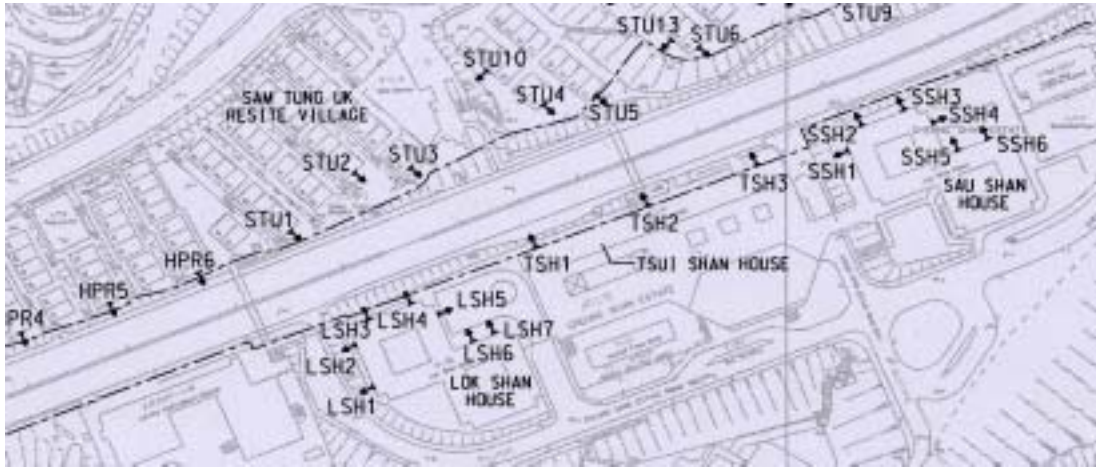 STU9
STU13
STU6
STU10
SAM TUNG UK
RESITE VILLAGE
STU4
STU5
SSH3
SSH4
SSH2
SSH6
SSH5
SSH1
STU3
STU2
TSH3
SAU SHAN
HOUSE
STU1
TSH2
HPR6
TSH1
TSUI SHAN HOUSE
HPR5
PR4
LSH5
LSH4
LSH3
LSH7
LSH6
LSH2
LOK SHAN
HOUSE
LSH1